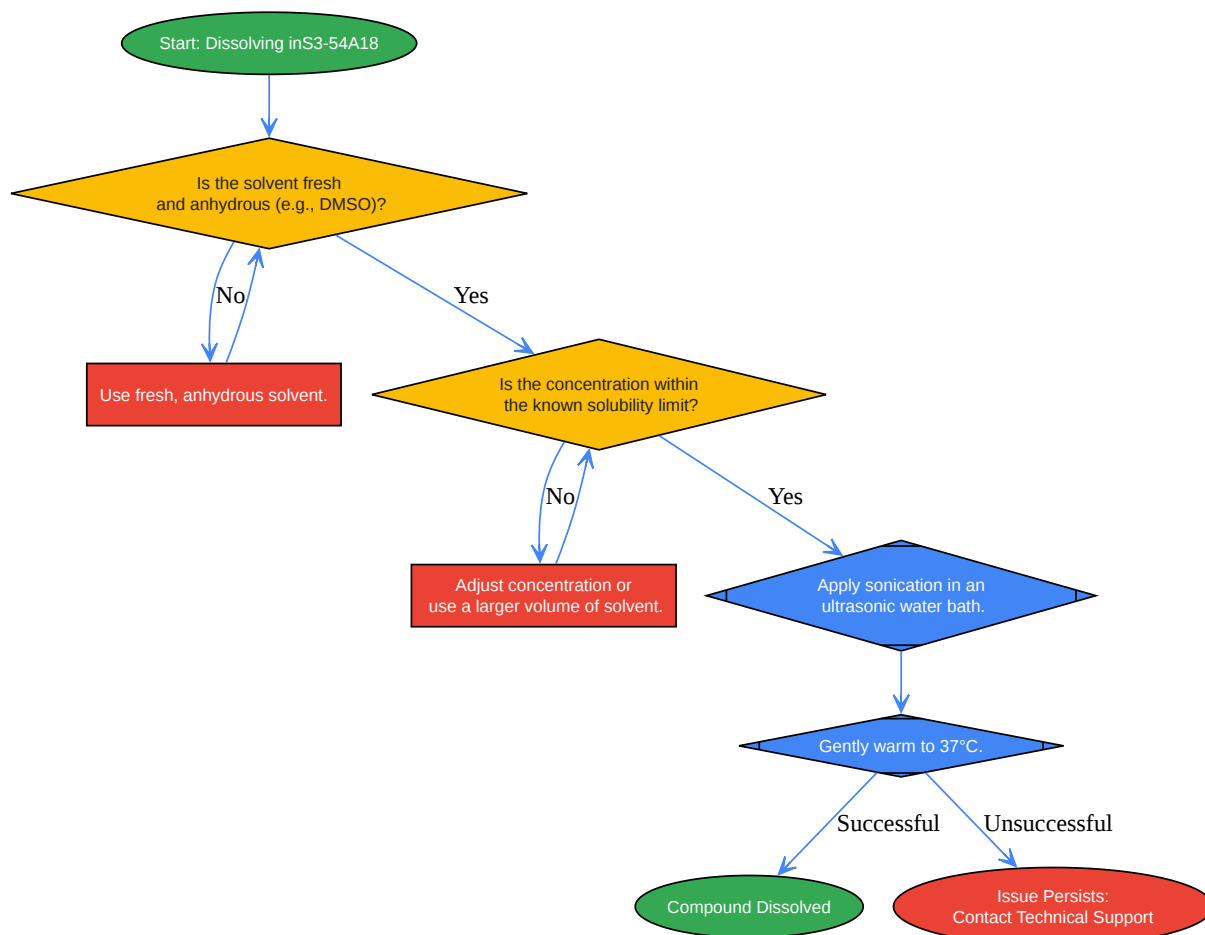 Start: Dissolving inS3-54A18
Is the solvent fresh
and anhydrous (e.g., DMSO)?
No
Yes
Use fresh, anhydrous solvent.
Is the concentration within
the known solubility limit?
No
Yes
Adjust concentration or
use a larger volume of solvent.
Apply sonication in an
ultrasonic water bath.
Gently warm to 37°C.
Successful
Unsuccessful
Compound Dissolved
Issue Persists:
Contact Technical Support